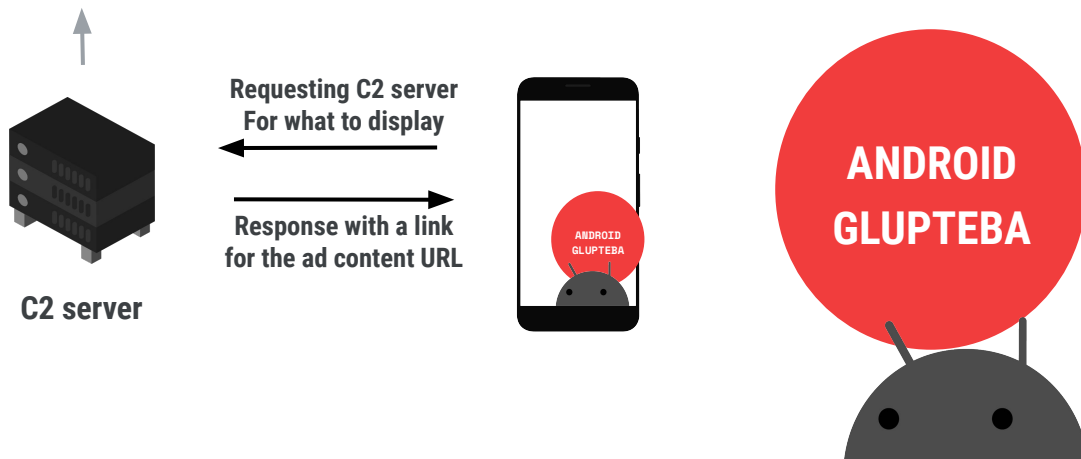 Requesting C2 server
For what to display
Response with a link
for the ad content URL
C2 server
ANDROID
GLUPTEBA
ANDROID
GLUPTEBA